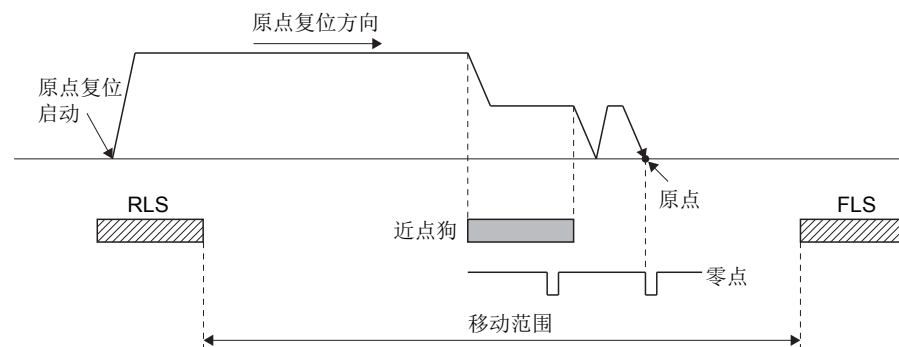 原点复位方向
原点复位
启动
原点
RLS
FLS
近点狗
零点
移动范围